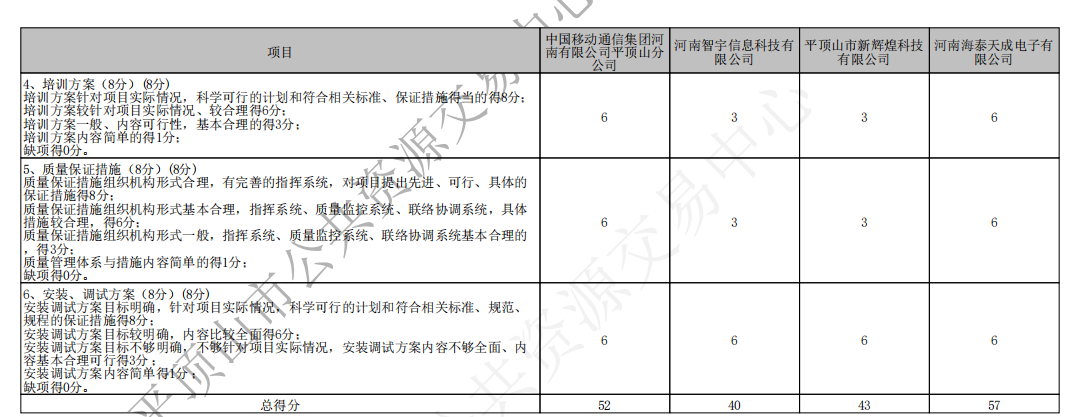 项目
中国移动通信集团河
南有限公司平顶山分
公司
河南智宇信息科技有
限公司
平顶山市新辉煌科技
有限公司
河南海泰天成电子有
限公司
4、培训方案（8分）(8分)
培训方案针对项目实际情况，科学可行的计划和符合相关标准、保证措施得当的得8分；
培训方案较针对项目实际情况、较合理得6分；
培训方案一般、内容可行性，基本合理的得3分；
培训方案内容简单的得1分；
缺项得0分。
6
3
3
6
5、质量保证措施（8分）(8分)
质量保证措施组织机构形式合理，有完善的指挥系统，对项目提出先进、可行、具体的
保证措施得8分；
质量保证措施组织机构形式基本合理，指挥系统、质量监控系统、联络协调系统，具体
措施较合理，得6分；
质量保证措施组织机构形式一般，指挥系统、质量监控系统、联络协调系统基本合理的
，得3分；
质量管理体系与措施内容简单的得1分；
缺项得0分。
6
3
3
6
6、安装、调试方案（8分）(8分)
安装调试方案目标明确，针对项目实际情况，科学可行的计划和符合相关标准、规范、
规程的保证措施得8分；
安装调试方案目标较明确，内容比较全面得6分；
安装调试方案目标不够明确，不够针对项目实际情况，安装调试方案内容不够全面、内
容基本合理可行得3分；
安装调试方案内容简单得1分；
缺项得0分。
6
6
6
6
总得分
52
40
43
57
平顶山市公共资源交易中心
公共资源交易中心